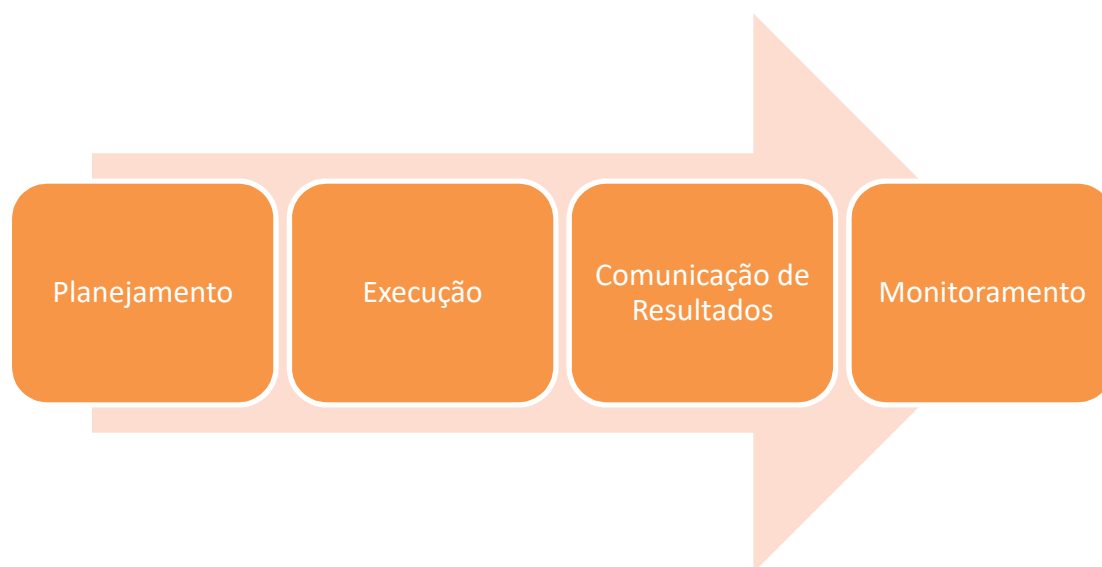 Planejamento
Execução
Comunicação de
Resultados
Monitoramento